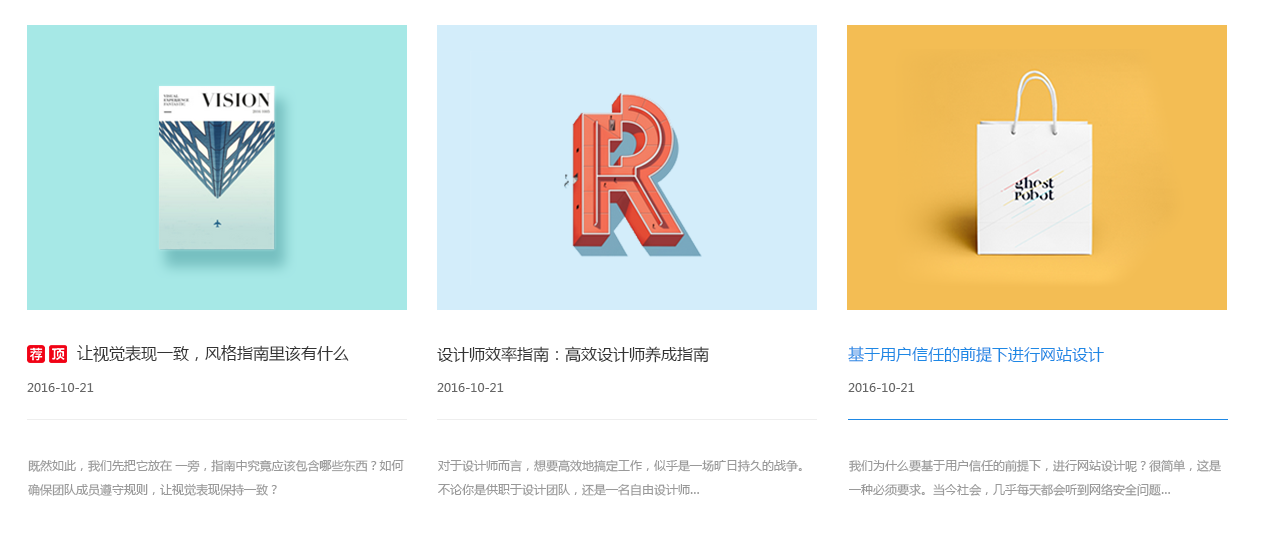 VISUAL
EXPERIENCE
VISION
ghost
robot
荐 顶 让视觉表现一致，风格指南里该有什么
2016-10-21
既然如此，我们先把它放在 一旁，指南中究竟应该包含哪些东西？如何
确保团队成员遵守规则，让视觉表现保持一致？
设计师效率指南：高效设计师养成指南
2016-10-21
对于设计师而言，想要高效地搞定工作，似乎是一场旷日持久的战争。
不论你是供职于设计团队，还是一名自由设计师...
基于用户信任的前提下进行网站设计
2016-10-21
我们为什么要基于用户信任的前提下，进行网站设计呢？很简单，这是
一种必须要求。当今社会，几乎每天都会听到网络安全问题...